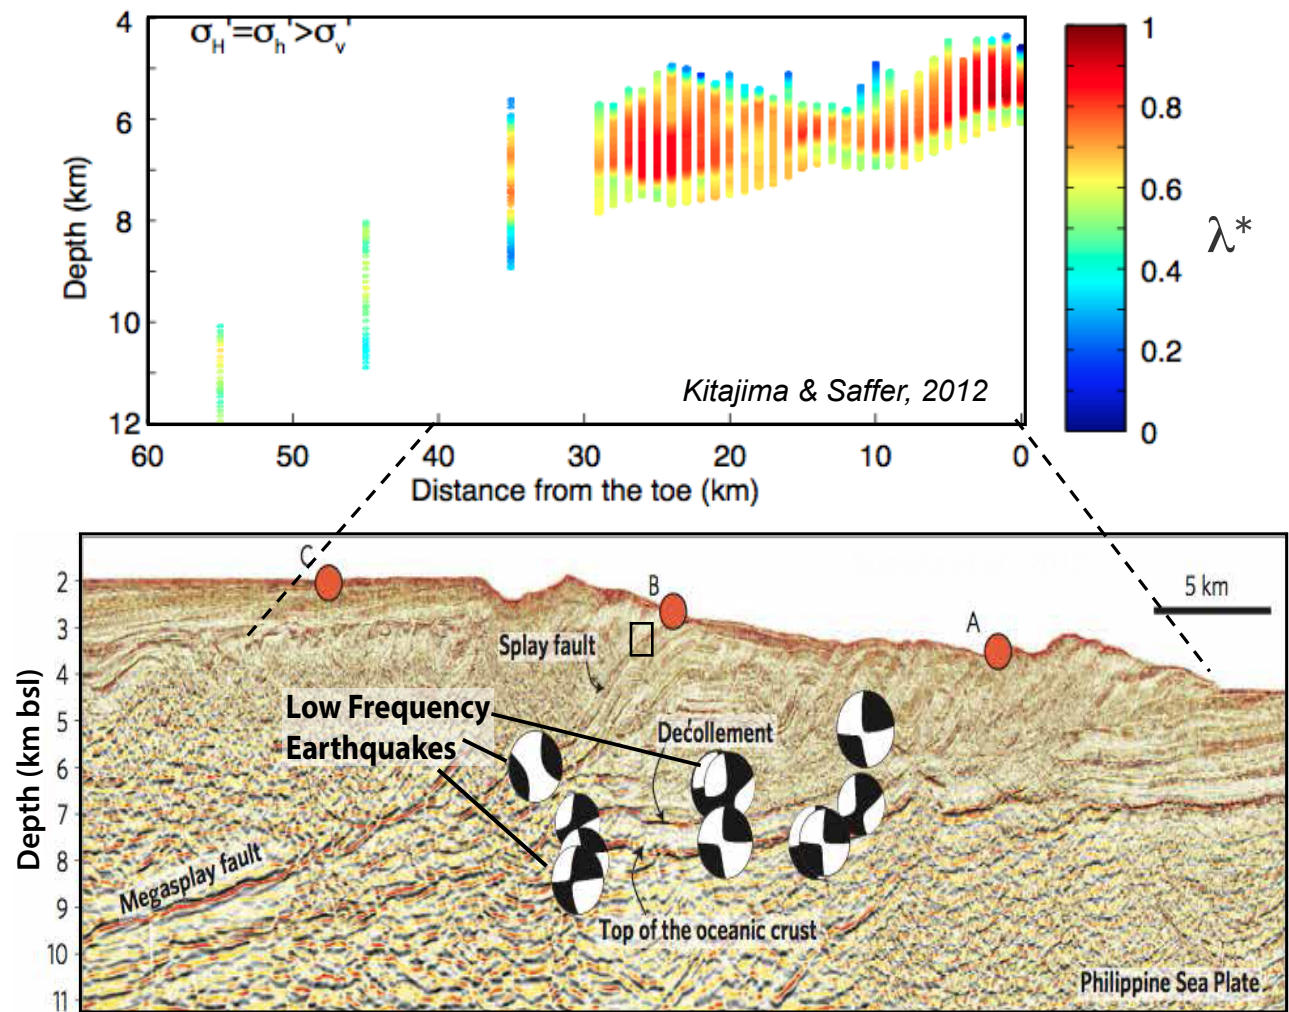 σH'=σh'>σv'
4
6
8
10
12
Depth (km)
60 50 40 30 20 10 0
Distance from the toe (km)
Kitajima & Saffer, 2012
1
0.8
0.6
0.4
0.2
0
λ*
C
B
A
5 km
2
3
4
5
6
7
8
9
10
11
Depth (km bsl)
Splay fault
Low Frequency
Earthquakes
Décollement
Megasplay fault
Top of the oceanic crust
Philippine Sea Plate